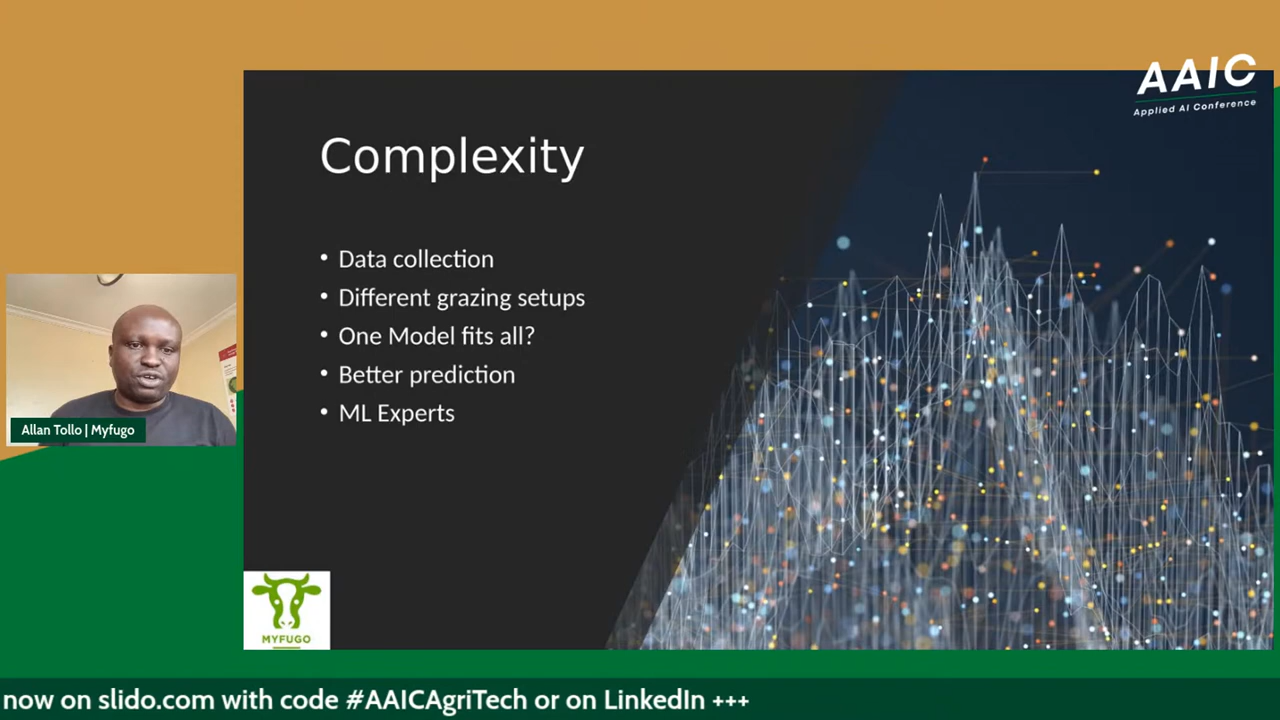 AAIC
Applied AI Conference
Complexity
• Data collection
• Different grazing setups
• One Model fits all?
• Better prediction
• ML Experts
Allan Tollo | Myfugo
MYFUGO
now on slido.com with code #AAICAgriTech or on LinkedIn +++